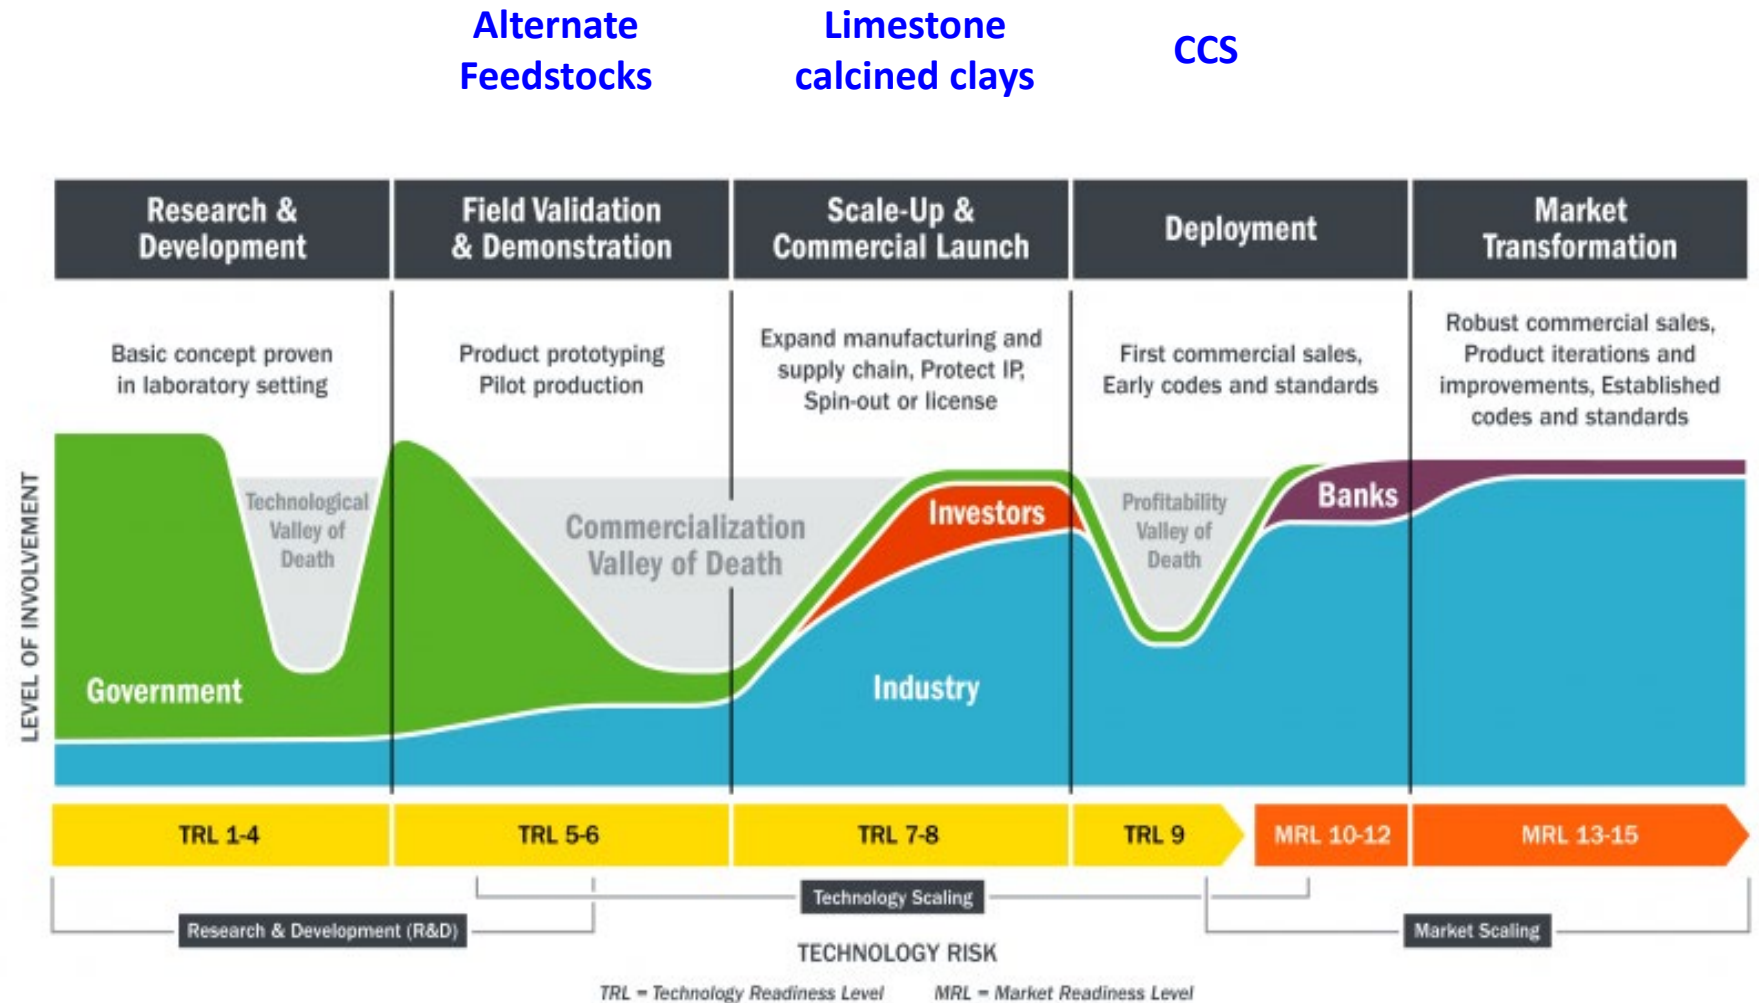 Alternate
Feedstocks
Limestone
calcined clays
CCS
Research &
Development
Field Validation
& Demonstration
Scale-Up &
Commercial Launch
Deployment
Market
Transformation
Basic concept proven
in laboratory setting
Product prototyping
Pilot production
Expand manufacturing and
supply chain, Protect IP,
Spin-out or license
First commercial sales,
Early codes and standards
Robust commercial sales,
Product iterations and
improvements, Established
codes and standards
LEVEL OF INVOLVEMENT
Technological
Valley of
Death
Commercialization
Valley of Death
Investors
Profitability
Valley of
Death
Banks
Government
Industry
TRL 1-4
TRL 5-6
TRL 7-8
TRL 9
MRL 10-12
MRL 13-15
Technology Scaling
Research & Development (R&D)
Market Scaling
TECHNOLOGY RISK
TRL = Technology Readiness Level MRL = Market Readiness Level